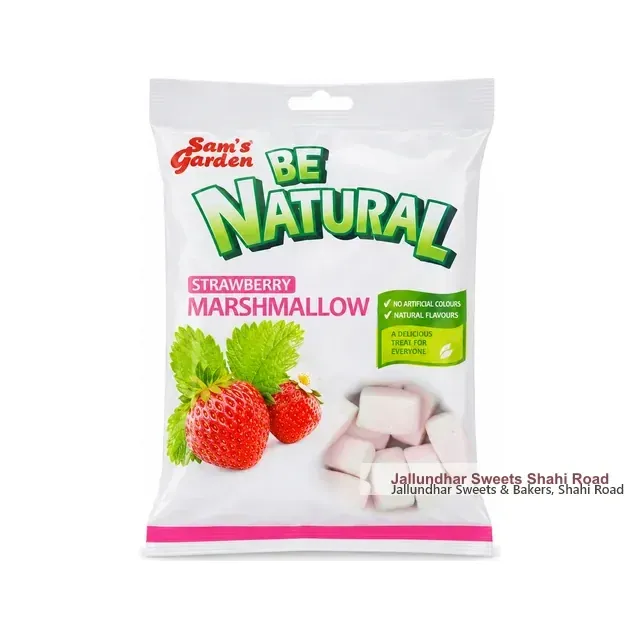 Sam's
Garden
BE
NATURAL
STRAWBERRY
MARSHMALLOW
✓ NO ARTIFICIAL COLOURS
✓ NATURAL FLAVOURS
A DELICIOUS
TREAT FOR
EVERYONE
Jallundhar Sweets Shahi Road
Jallundhar Sweets & Bakers, Shahi Road